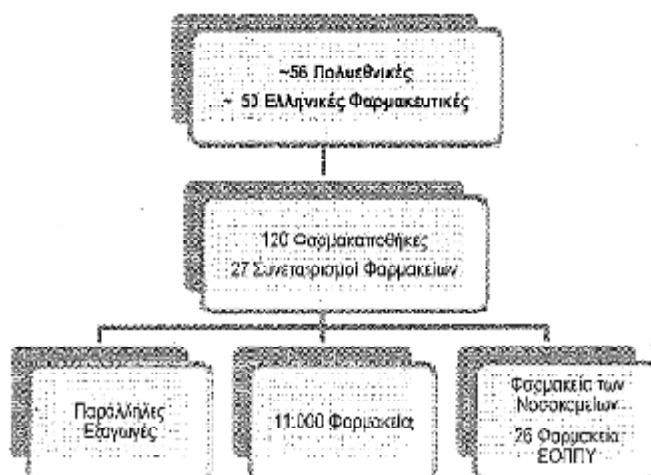 ~56 Πολυεθνικές
~ 50 Ελληνικές Φαρμακευτικές
120 Φαρμακαποθήκες
27 Συνεταιρισμοί Φαρμακείων
Παράλληλες
Εξαγωγές
11.000 Φαρμακεία
Φαρμακεία των
Νοσοκομείων
26 Φαρμακεία
ΕΟΠΠΥ